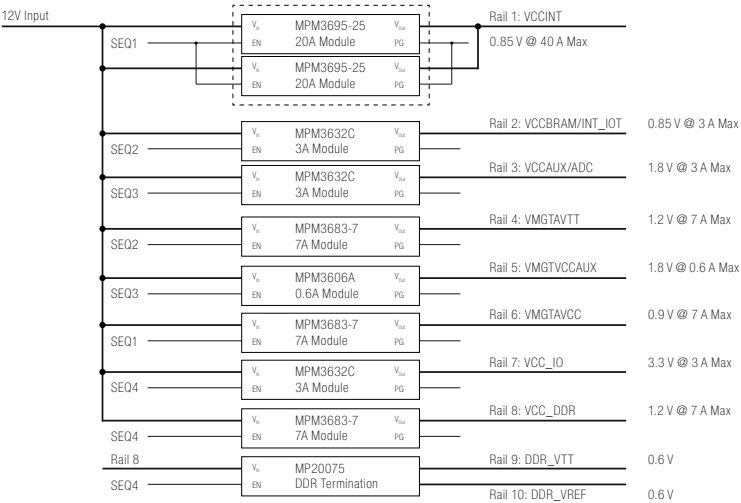 12V Input
Vin MPM3695-25 VOut Rail 1: VCCINT
SEQ1 EN 20A Module PG 0.85 V @ 40 A Max
Vin MPM3695-25 VOut
EN 20A Module PG
Vin MPM3632C VOut Rail 2: VCCBRAM/INT_IOT 0.85 V @ 3 A Max
SEQ2 EN 3A Module PG
Vin MPM3632C VOut Rail 3: VCCAUX/ADC 1.8 V @ 3 A Max
SEQ3 EN 3A Module PG
Vin MPM3683-7 VOut Rail 4: VMGTAVTT 1.2 V @ 7 A Max
SEQ2 EN 7A Module PG
Vin MPM3606A VOut Rail 5: VMGTVCCAUX 1.8 V @ 0.6 A Max
SEQ3 EN 0.6A Module PG
Vin MPM3683-7 VOut Rail 6: VMGTAVCC 0.9 V @ 7 A Max
SEQ1 EN 7A Module PG
Vin MPM3632C VOut Rail 7: VCC_IO 3.3 V @ 3 A Max
SEQ4 EN 3A Module PG
Vin MPM3683-7 VOut Rail 8: VCC_DDR 1.2 V @ 7 A Max
SEQ4 EN 7A Module PG
Rail 8 Vin MP20075 Rail 9: DDR_VTT 0.6 V
SEQ4 EN DDR Termination
Rail 10: DDR_VREF 0.6 V